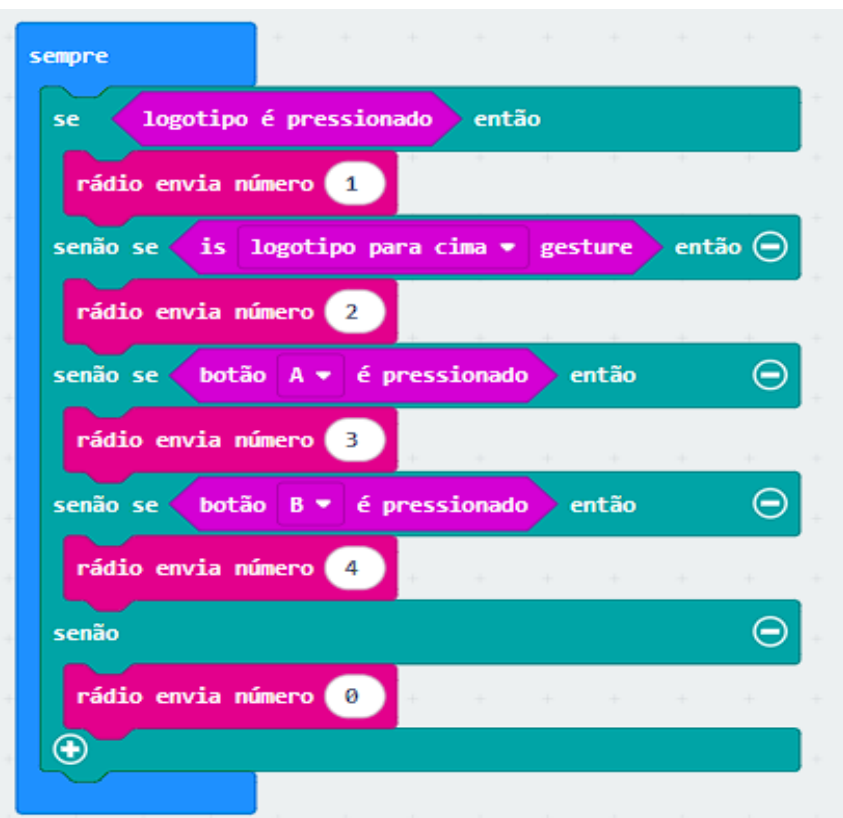 sempre
se logotipo é pressionado então
rádio envia número 1
senão se is logotipo para cima gesture então
rádio envia número 2
senão se botão A é pressionado então
rádio envia número 3
senão se botão B é pressionado então
rádio envia número 4
senão
rádio envia número 0